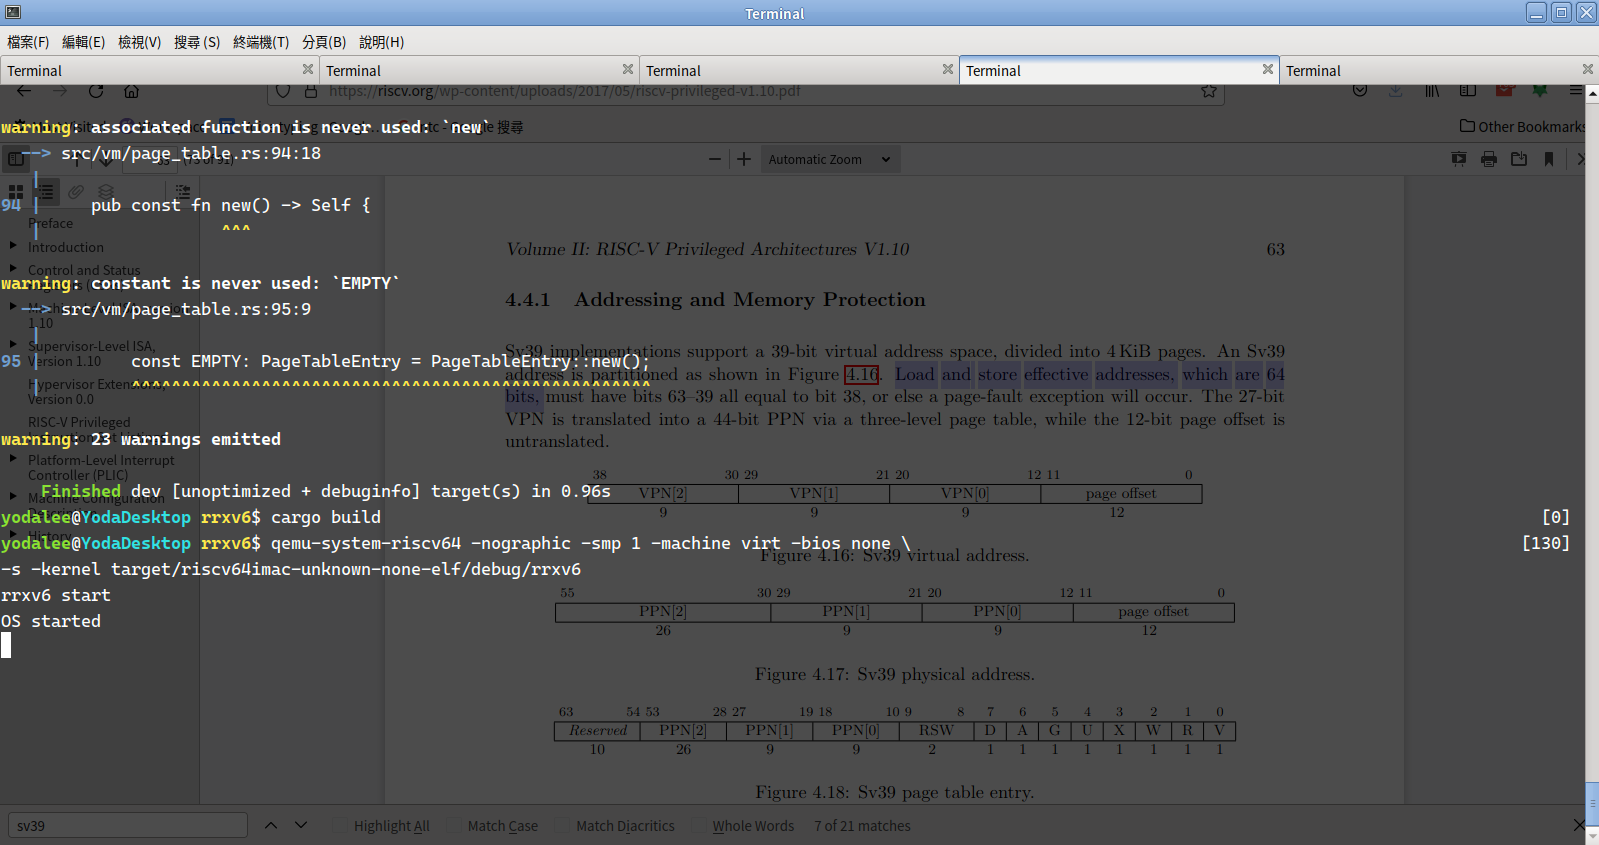 Terminal
檔案(F) 編輯(E) 檢視(V) 搜尋 (S) 終端機(T) 分頁(B) 說明(H)
Terminal Terminal Terminal Terminal Terminal
https://riscv.org/wp-content/uploads/2017/05/riscv-privileged-v1.10.pdf
warning: associated function is never used: `new`
搜尋
Other Bookmarks
--> src/vm/page_table.rs:94:18
Automatic Zoom
|
94 | pub const fn new() -> Self {
| ^^^
warning: constant is never used: `EMPTY`
--> src/vm/page_table.rs:95:9
|
95 | const EMPTY: PageTableEntry = PageTableEntry::new();
| ^^^^^^^^^^^^^^^^^^^^^^^^^^^^^^^^^^^^^^^^^^^^^^^^^^^^
warning: 23 warnings emitted
Finished dev [unoptimized + debuginfo] target(s) in 0.96s
yodalee@YodaDesktop rrxv6$ cargo build [0]
yodalee@YodaDesktop rrxv6$ qemu-system-riscv64 -nographic -smp 1 -machine virt -bios none \ [130]
-s -kernel target/riscv64imac-unknown-none-elf/debug/rrxv6
rrxv6 start
OS started
Preface
Introduction
Control and Status
1.10
Supervisor-Level ISA,
Version 1.10
Hypervisor Extensions,
Version 0.0
RISC-V Privileged
Platform-Level Interrupt
Controller (PLIC)
Machine Configuration
History
Volume II: RISC-V Privileged Architectures V1.10 63
4.4.1 Addressing and Memory Protection
Sv39 implementations support a 39-bit virtual address space, divided into 4 KiB pages. An Sv39
address is partitioned as shown in Figure 4.16. Load and store effective addresses, which are 64
bits, must have bits 63–39 all equal to bit 38, or else a page-fault exception will occur. The 27-bit
VPN is translated into a 44-bit PPN via a three-level page table, while the 12-bit page offset is
untranslated.
38 30 29 21 20 12 11 0
VPN[2] VPN[1] VPN[0] page offset
9 9 9 12
Figure 4.16: Sv39 virtual address.
55 30 29 21 20 12 11 0
PPN[2] PPN[1] PPN[0] page offset
26 9 9 12
Figure 4.17: Sv39 physical address.
63 54 53 28 27 19 18 10 9 8 7 6 5 4 3 2 1 0
Reserved PPN[2] PPN[1] PPN[0] RSW D A G U X W R V
10 26 9 9 2 1 1 1 1 1 1 1 1
Figure 4.18: Sv39 page table entry.
sv39 Highlight All Match Case Match Diacritics Whole Words 7 of 21 matches